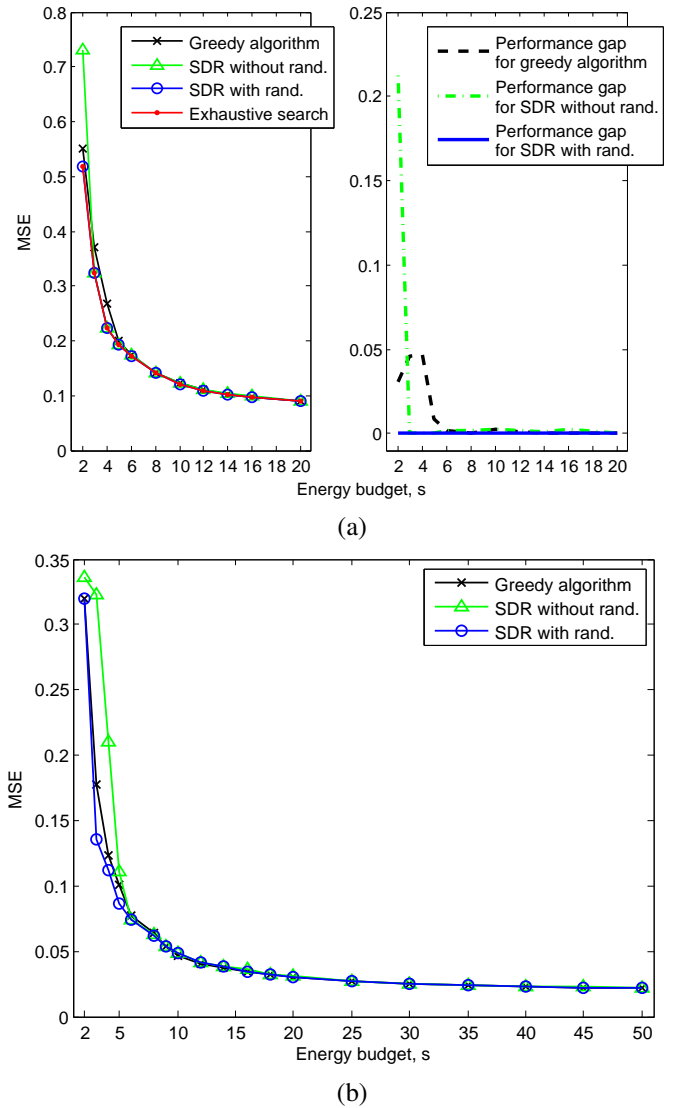 0.8
0.7
0.6
0.5
0.4
0.3
0.2
0.1
0
MSE
2 4 6 8 10 12 14 16 18 20
Greedy algorithm
SDR without rand.
SDR with rand.
Exhaustive search
0.25
0.2
0.15
0.1
0.05
0
2 4 6 8 10 12 14 16 18 20
Performance gap
for greedy algorithm
Performance gap
for SDR without rand.
Performance gap
for SDR with rand.
Energy budget, s
(a)
0.35
0.3
0.25
0.2
0.15
0.1
0.05
0
MSE
Greedy algorithm
SDR without rand.
SDR with rand.
2 5 10 15 20 25 30 35 40 45 50
Energy budget, s
(b)